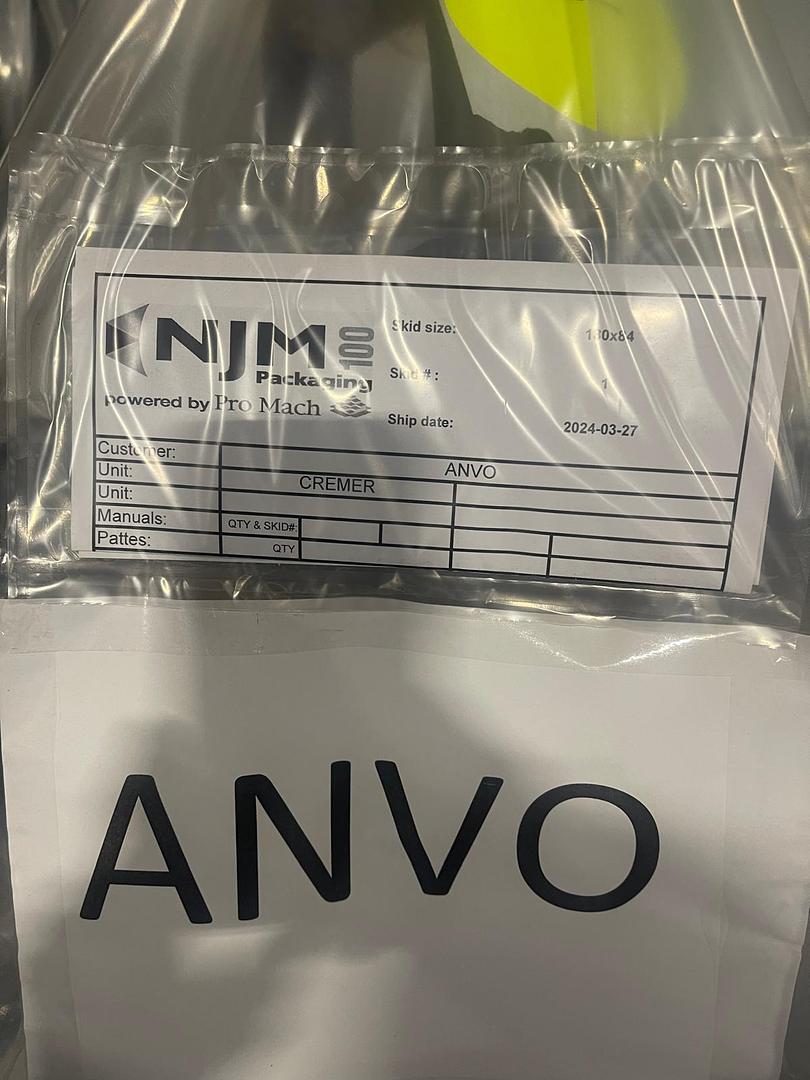 NJM 100
Packaging
powered by Pro Mach
Skid size:
Skid #: 1
Ship date: 2024-03-27
Customer: ANVO
Unit: CREMER
Unit:
Manuals: QTY & SKID#:
Pattes: QTY
ANVO